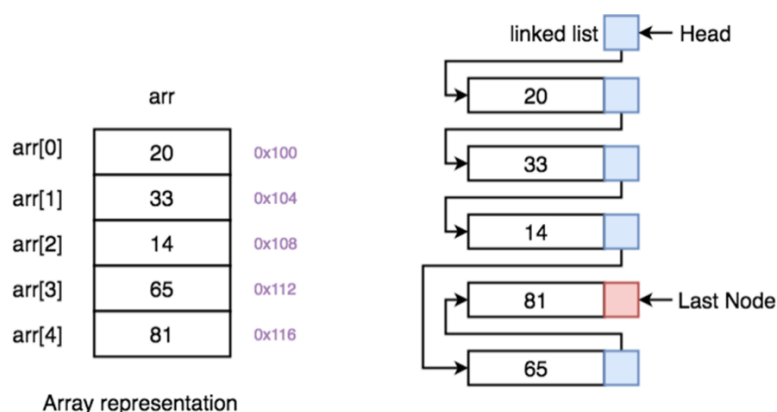 arr
arr[0] 20 0x100
arr[1] 33 0x104
arr[2] 14 0x108
arr[3] 65 0x112
arr[4] 81 0x116
Array representation
linked list Head
20
33
14
81 Last Node
65